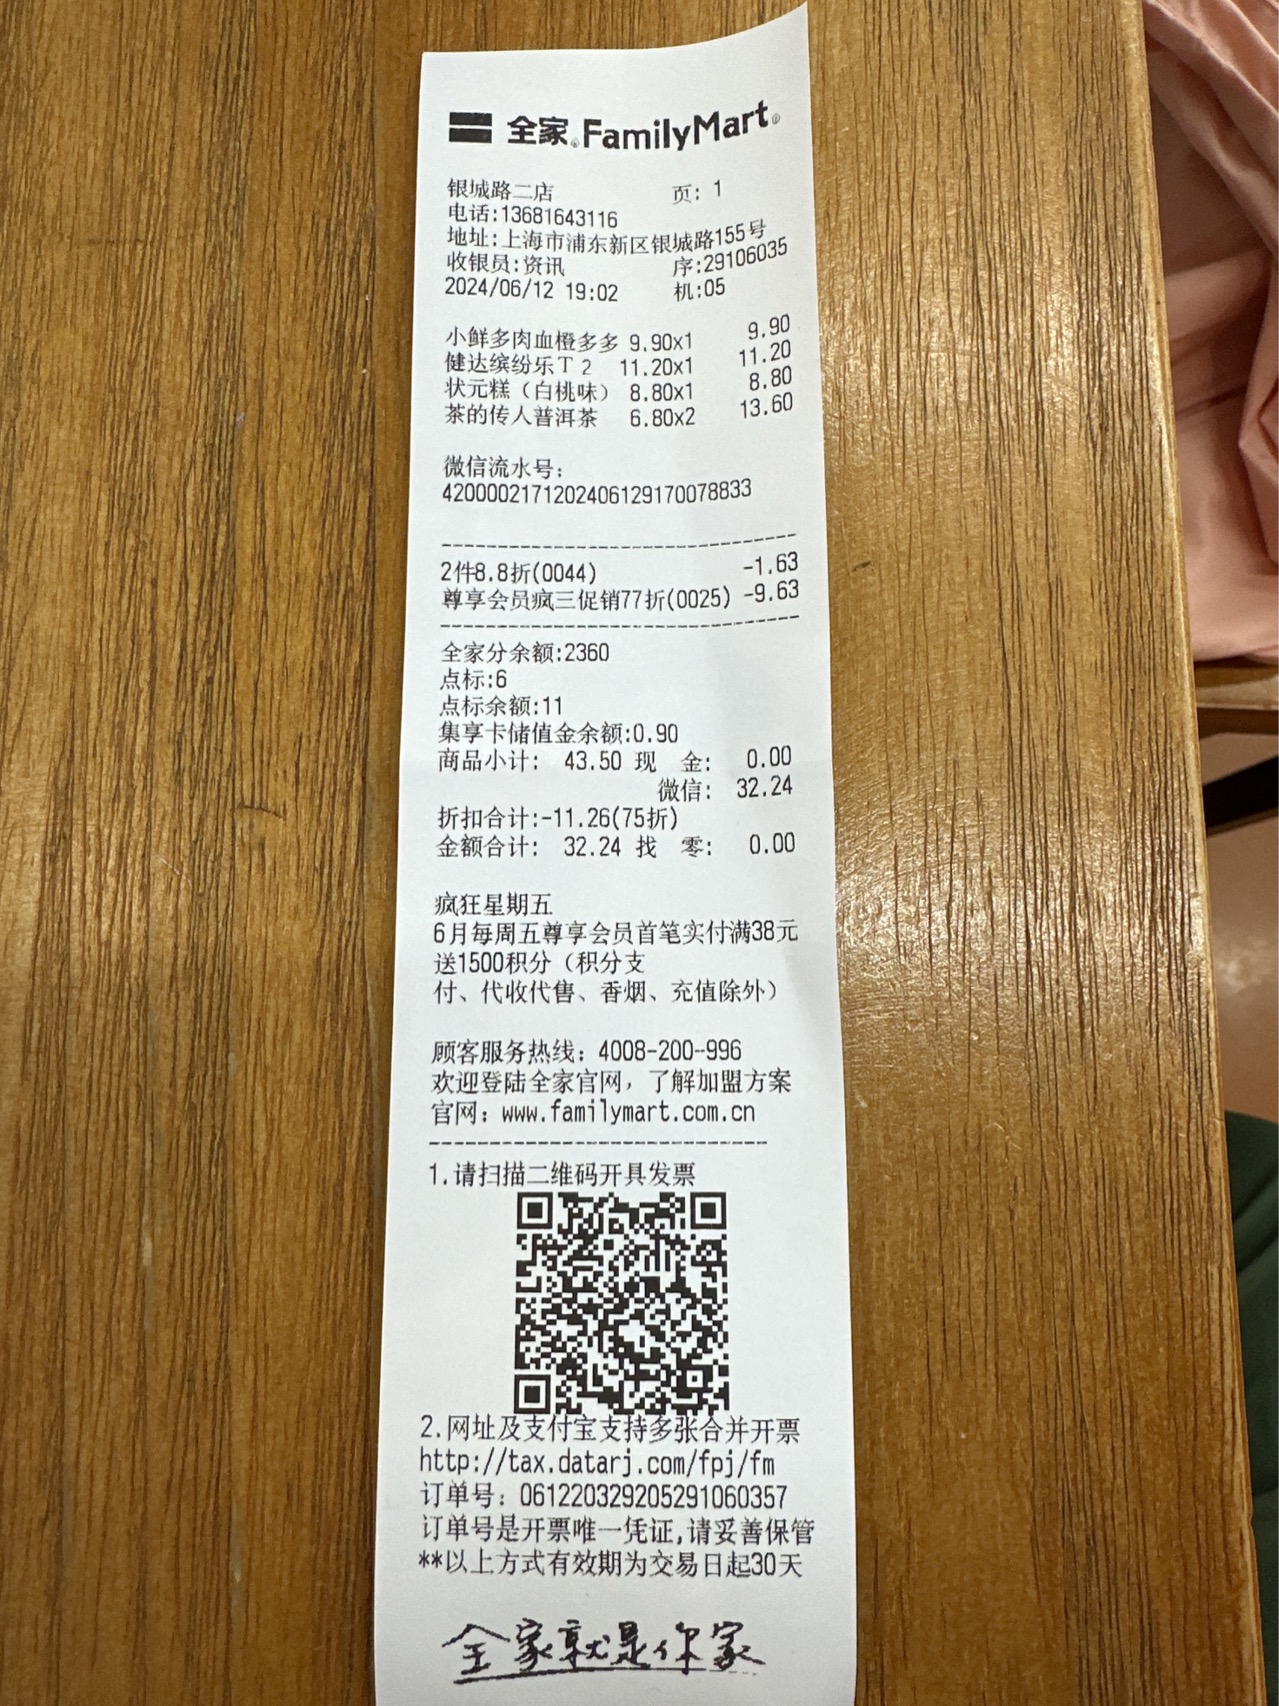 全家 FamilyMart
银城路二店 页: 1
电话:13681643116
地址:上海市浦东新区银城路155号
收银员:资讯 序:29106035
2024/06/12 19:02 机:05
小鲜多肉血橙多多 9.90x1 9.90
健达缤纷乐T 2 11.20x1 11.20
状元糕（白桃味） 8.80x1 8.80
茶的传人普洱茶 6.80x2 13.60
微信流水号:
4200002171202406129170078833
2件8.8折(0044) -1.63
尊享会员疯三促销77折(0025) -9.63
全家分余额:2360
点标:6
点标余额:11
集享卡储值金余额:0.90
商品小计: 43.50 现 金: 0.00
微信: 32.24
折扣合计:-11.26(75折)
金额合计: 32.24 找 零: 0.00
疯狂星期五
6月每周五尊享会员首笔实付满38元
送1500积分（积分支
付、代收代售、香烟、充值除外）
顾客服务热线：4008-200-996
欢迎登陆全家官网，了解加盟方案
官网：www.familymart.com.cn
1.请扫描二维码开具发票
2.网址及支付宝支持多张合并开票
http://tax.datarj.com/fpj/fm
订单号：061220329205291060357
订单号是开票唯一凭证,请妥善保管
**以上方式有效期为交易日起30天
全家就是你家